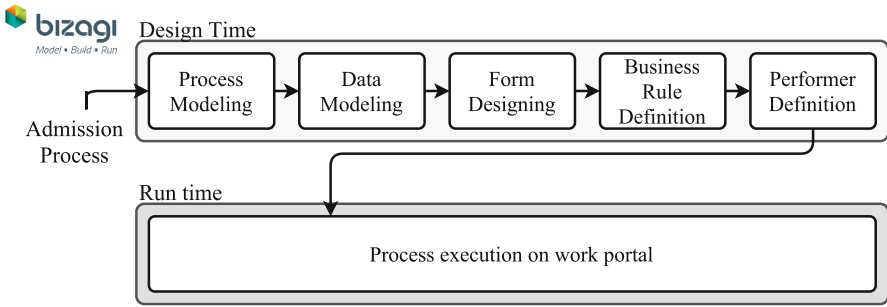 bizagi
Model • Build • Run
Design Time
Process
Modeling
Data
Modeling
Form
Designing
Business
Rule
Definition
Performer
Definition
Admission
Process
Run time
Process execution on work portal